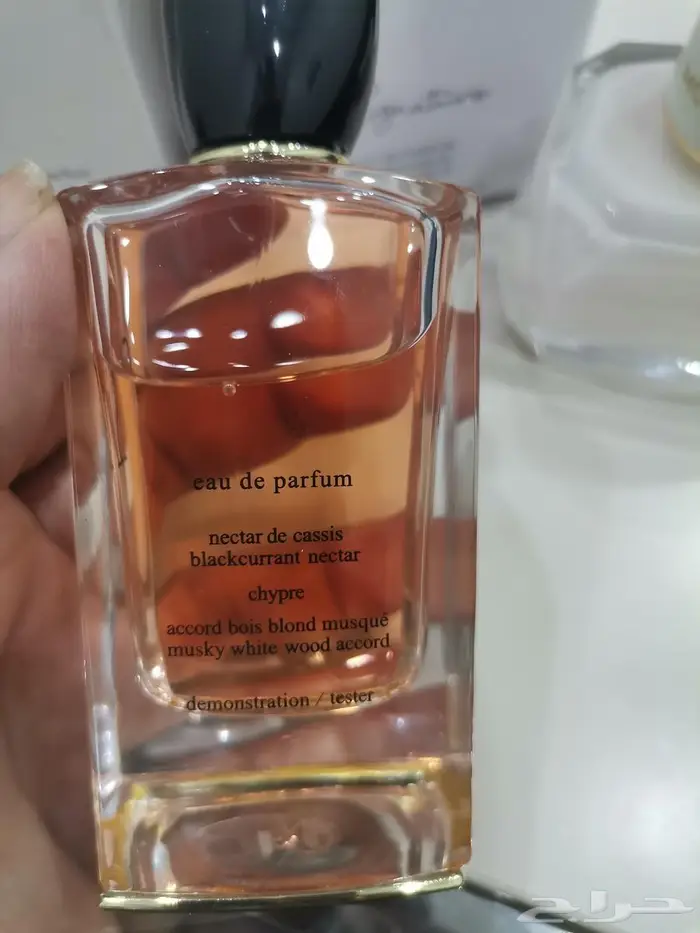 eau de parfum
nectar de cassis
blackcurrant nectar
chypre
accord bois blond musqué
musky white wood accord
demonstration / tester
حراج